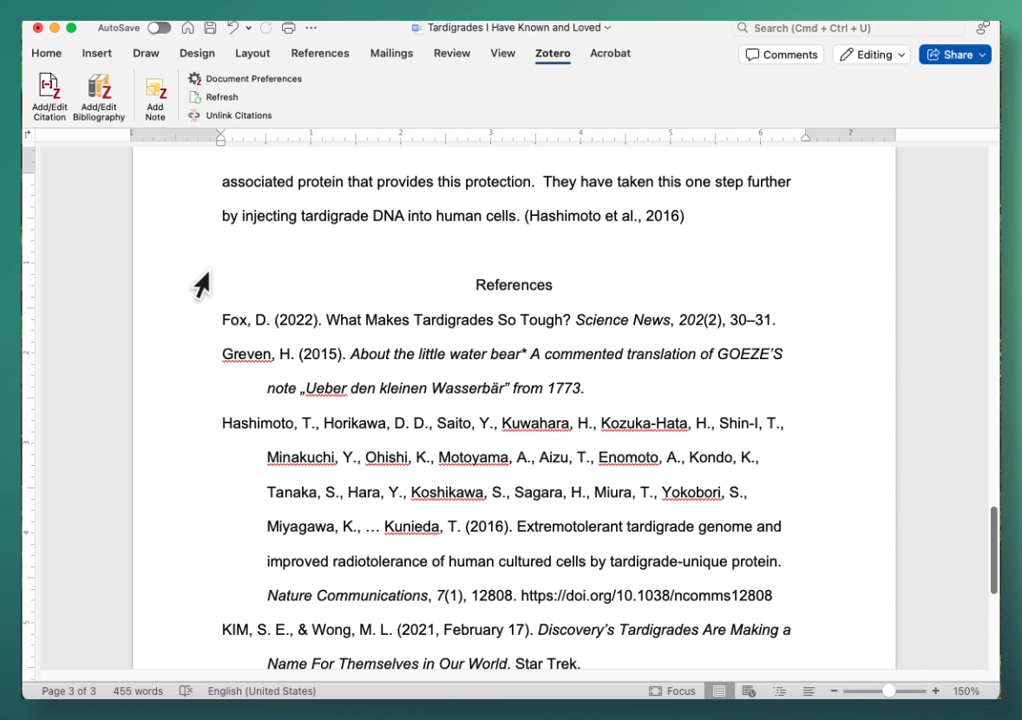 AutoSave
Tardigrades I Have Known and Loved
Search (Cmd + Ctrl + U)
Home Insert Draw Design Layout References Mailings Review View Zotero Acrobat
Comments Editing Share
Add/Edit Citation
Add/Edit Bibliography
Add Note
Document Preferences
Refresh
Unlink Citations
1 1 2 3 4 5 6 7
associated protein that provides this protection.  They have taken this one step further
by injecting tardigrade DNA into human cells. (Hashimoto et al., 2016)
References
Fox, D. (2022). What Makes Tardigrades So Tough? Science News, 202(2), 30–31.
Greven, H. (2015). About the little water bear* A commented translation of GOEZE'S
note „Ueber den kleinen Wasserbär” from 1773.
Hashimoto, T., Horikawa, D. D., Saito, Y., Kuwahara, H., Kozuka-Hata, H., Shin-I, T.,
Minakuchi, Y., Ohishi, K., Motoyama, A., Aizu, T., Enomoto, A., Kondo, K.,
Tanaka, S., Hara, Y., Koshikawa, S., Sagara, H., Miura, T., Yokobori, S.,
Miyagawa, K., … Kunieda, T. (2016). Extremotolerant tardigrade genome and
improved radiotolerance of human cultured cells by tardigrade-unique protein.
Nature Communications, 7(1), 12808. https://doi.org/10.1038/ncomms12808
KIM, S. E., & Wong, M. L. (2021, February 17). Discovery's Tardigrades Are Making a
Name For Themselves in Our World. Star Trek.
Page 3 of 3 455 words English (United States) Focus 150%